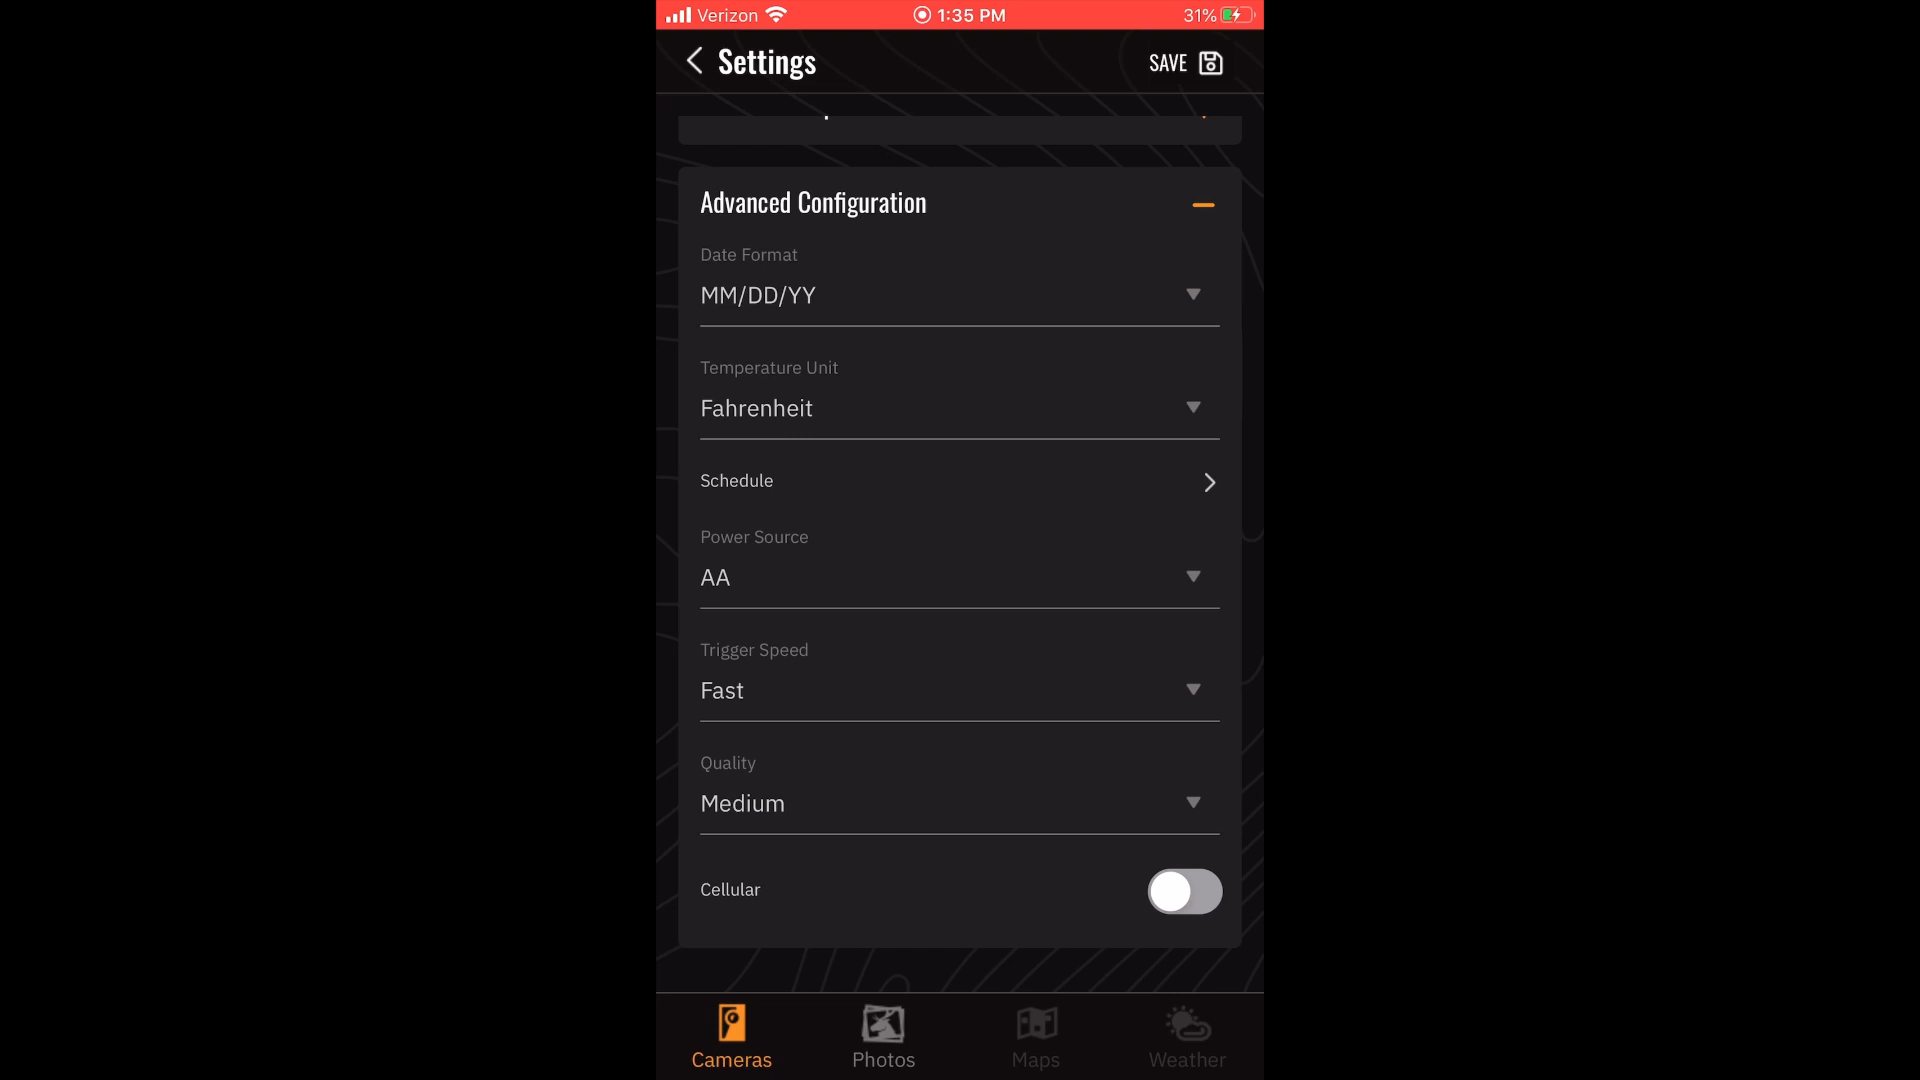 Verizon 1:35 PM 31%
Settings SAVE
Advanced Configuration
Date Format
MM/DD/YY
Temperature Unit
Fahrenheit
Schedule
Power Source
AA
Trigger Speed
Fast
Quality
Medium
Cellular
Cameras Photos Maps Weather